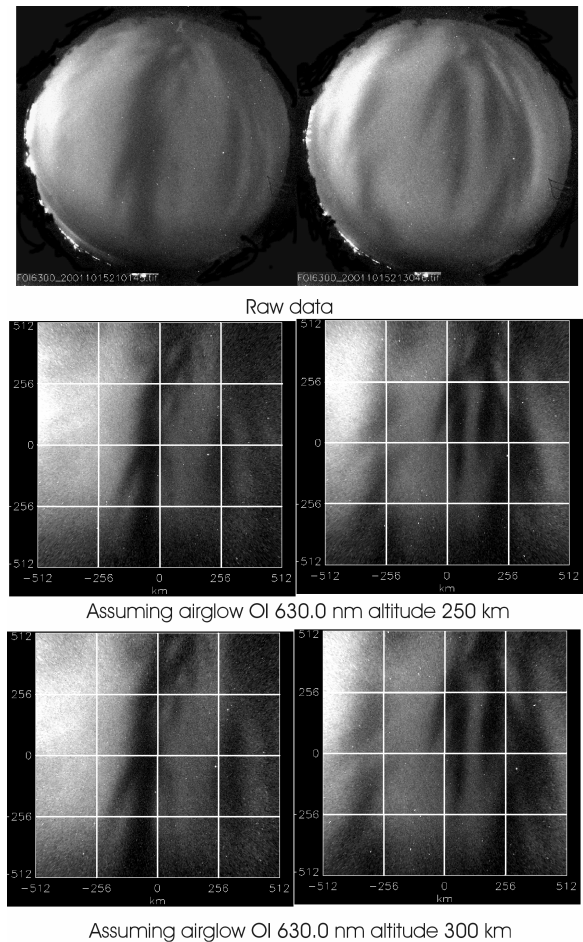 FOI6300_20011015210145.tif FOI6300_20011015213046.tif
Raw data
512 512
256 256
0 0
-256 -256
-512 -512
-512 -256 0 256 512 -512 -256 0 256 512
km km
Assuming airglow OI 630.0 nm altitude 250 km
512 512
256 256
0 0
-256 -256
-512 -512
-512 -256 0 256 512 -512 -256 0 256 512
km km
Assuming airglow OI 630.0 nm altitude 300 km